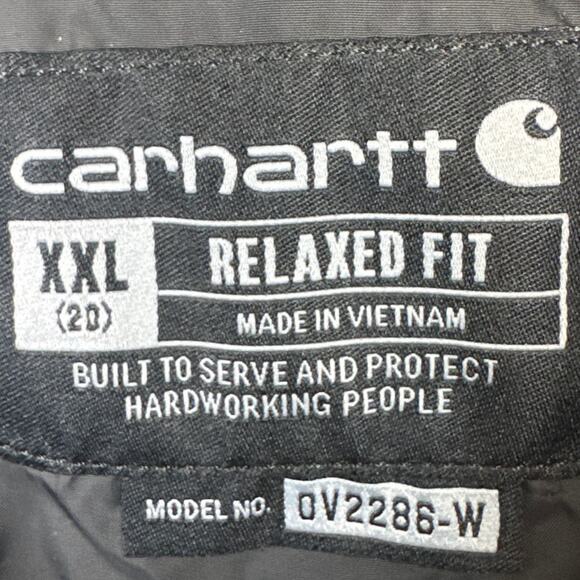 carhartt
XXL
(20)
RELAXED FIT
MADE IN VIETNAM
BUILT TO SERVE AND PROTECT
HARDWORKING PEOPLE
MODEL NO. OV2286-W